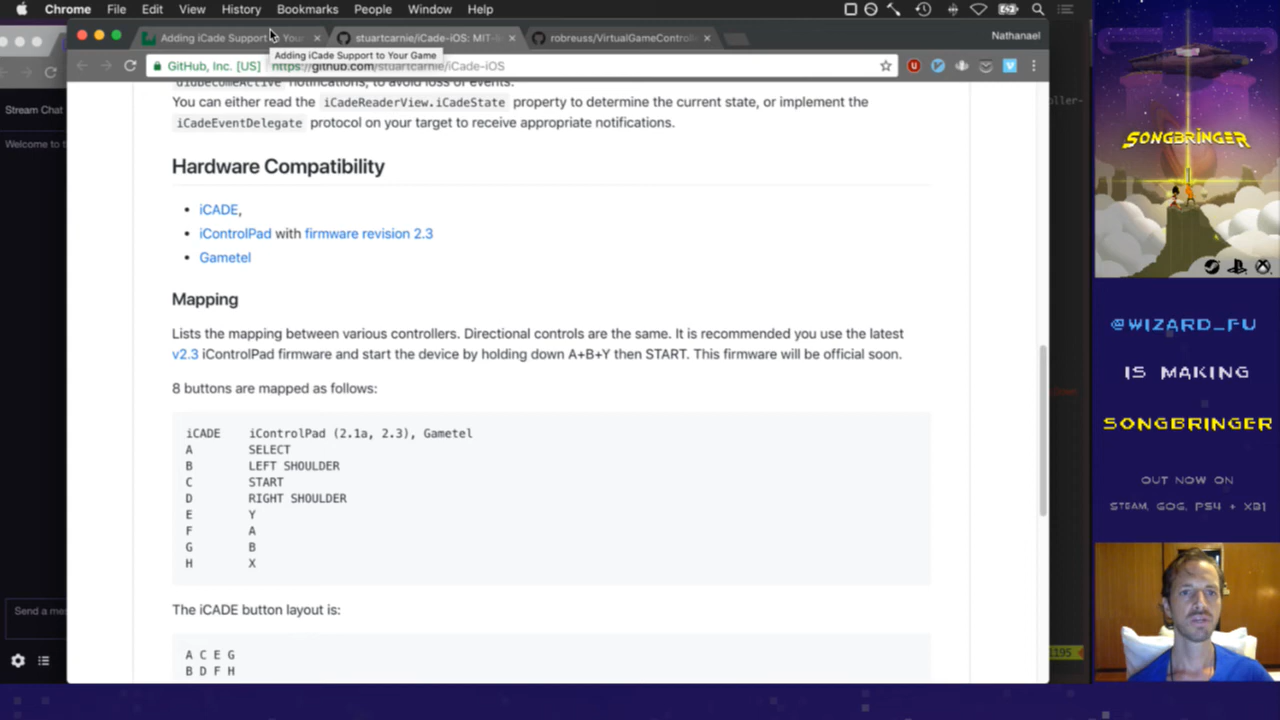 Chrome File Edit View History Bookmarks People Window Help
Adding iCade Support to Your
stuartcarnie/iCade-iOS: MIT-
robreuss/VirtualGameControll
Nathanael
Adding iCade Support to Your Game
GitHub, Inc. [US]
https://github.com/stuartcarnie/iCade-iOS
Stream Chat
didBecomeActive notifications, to avoid loss of events.
You can either read the iCadeReaderView.iCadeState property to determine the current state, or implement the
iCadeEventDelegate protocol on your target to receive appropriate notifications.
Welcome to t
Hardware Compatibility
iCADE,
iControlPad with firmware revision 2.3
Gametel
Mapping
Lists the mapping between various controllers. Directional controls are the same. It is recommended you use the latest
v2.3 iControlPad firmware and start the device by holding down A+B+Y then START. This firmware will be official soon.
8 buttons are mapped as follows:
iCADE iControlPad (2.1a, 2.3), Gametel
A SELECT
B LEFT SHOULDER
C START
D RIGHT SHOULDER
E Y
F A
G B
H X
The iCADE button layout is:
A C E G
B D F H
Send a mes
oller-
1195
SONGBRINGER
@WIZARD_FU
IS MAKING
SONGBRINGER
OUT NOW ON
STEAM, GOG, PS4 + XB1